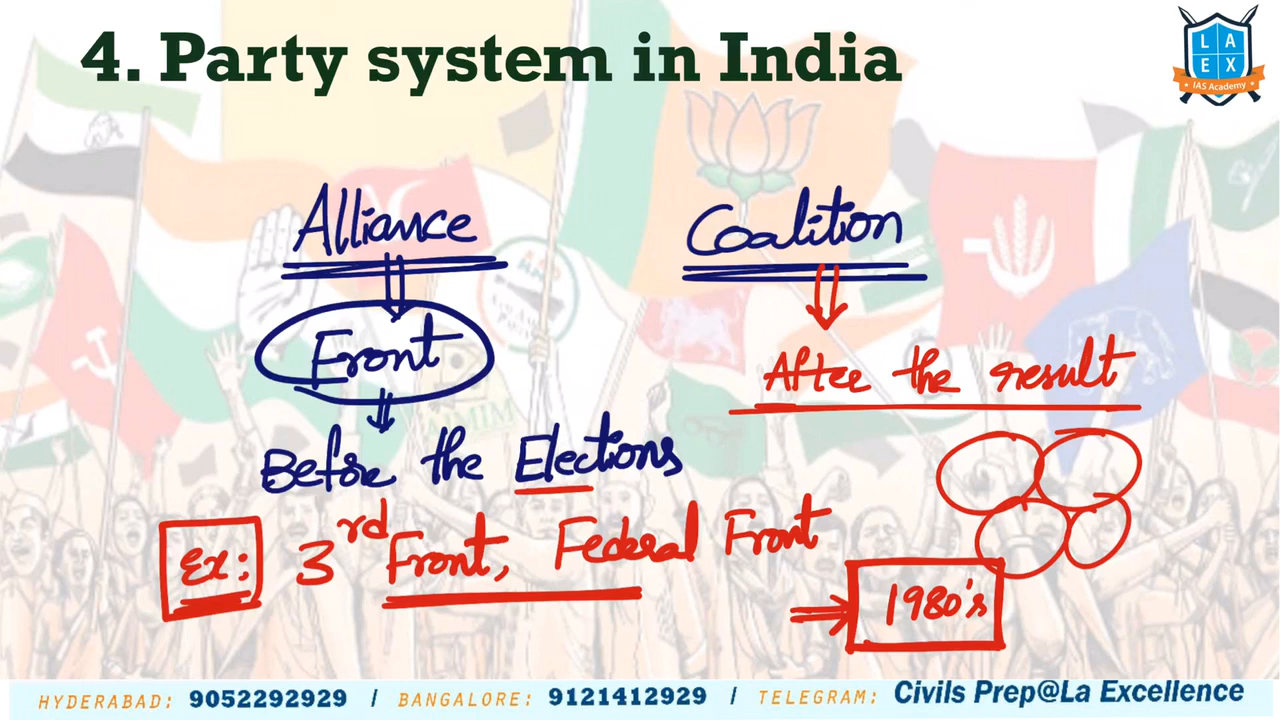 4. Party system in India
L A
E X
IAS Academy
Alliance
Coalition
Front
After the result
Before the Elections
Ex: 3rd Front, Federal Front
1980's
HYDERABAD: 9052292929 / BANGALORE: 9121412929 / TELEGRAM: Civils Prep@La Excellence